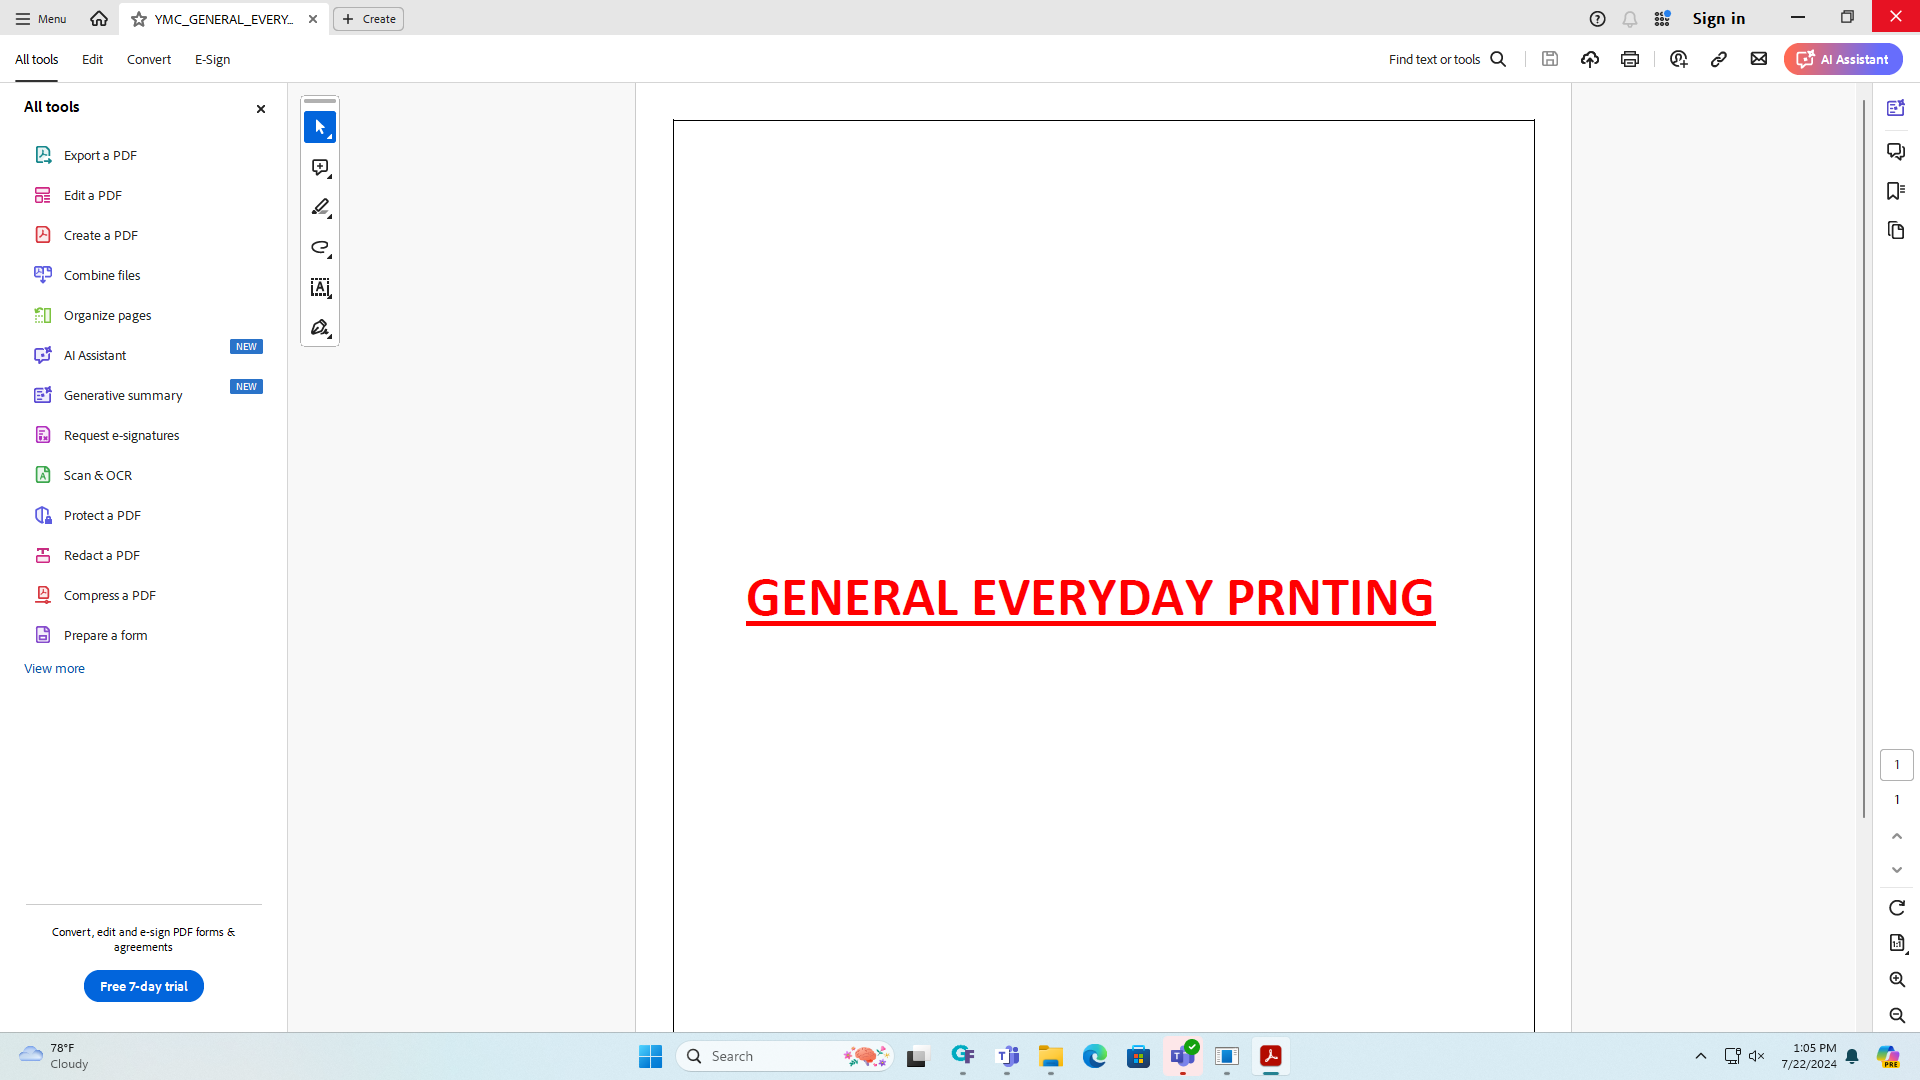 Menu
YMC_GENERAL_EVERY...
Create
Sign in
All tools
Edit
Convert
E-Sign
Find text or tools
AI Assistant
All tools
Export a PDF
Edit a PDF
Create a PDF
Combine files
Organize pages
AI Assistant
NEW
Generative summary
NEW
Request e-signatures
Scan & OCR
Protect a PDF
Redact a PDF
Compress a PDF
Prepare a form
View more
Convert, edit and e-sign PDF forms &
agreements
Free 7-day trial
GENERAL EVERYDAY PRNTING
1
1
78°F
Cloudy
Search
1:05 PM
7/22/2024
PRE